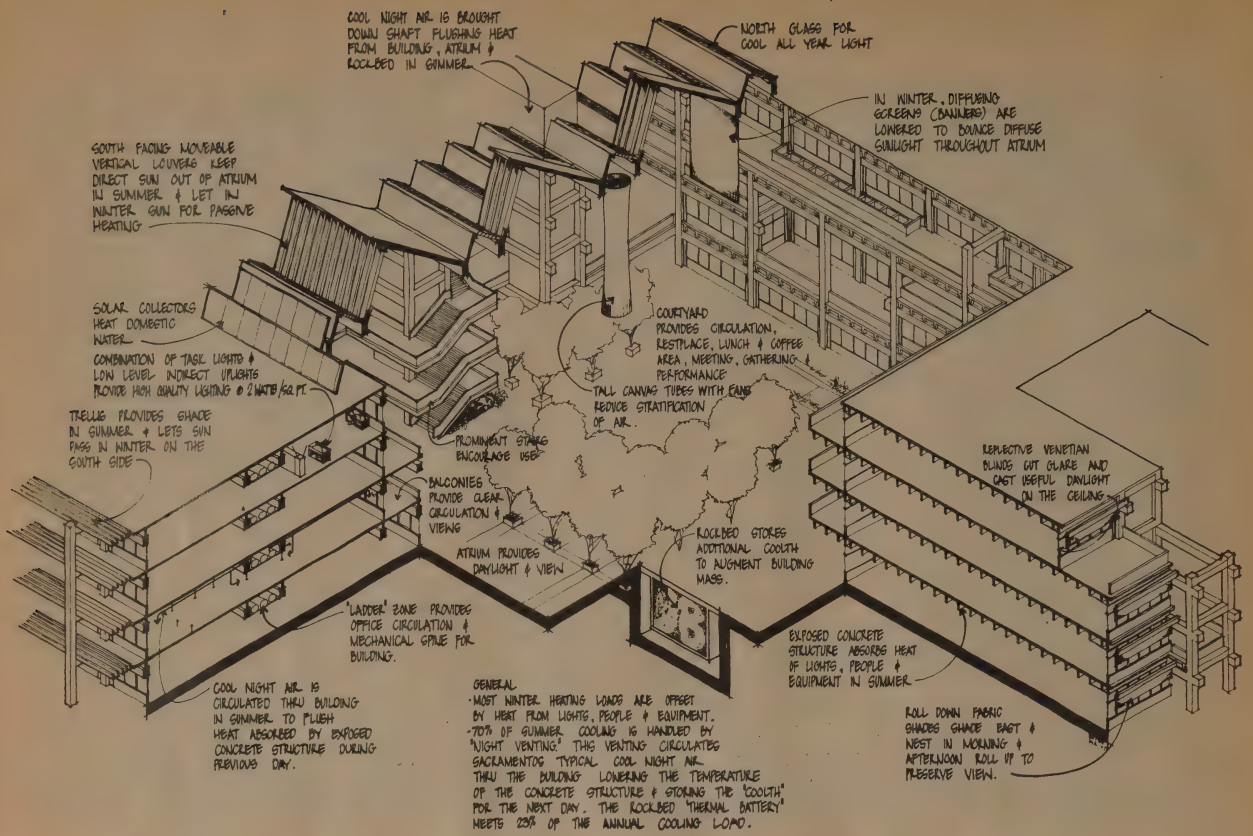 COOL NIGHT AIR IS BROUGHT
DOWN SHAFT FLUSHING HEAT
FROM BUILDING, ATRIUM &
ROCKBED IN SUMMER
NORTH GLASS FOR
COOL ALL YEAR LIGHT
IN WINTER, DIFFUSING
SCREENS (BANNERS) ARE
LOWERED TO BOUNCE DIFFUSE
SUNLIGHT THROUGHOUT ATRIUM
SOUTH FACING MOVEABLE
VERTICAL LOUVERS KEEP
DIRECT SUN OUT OF ATRIUM
IN SUMMER & LET IN
WINTER SUN FOR PASSIVE
HEATING
SOLAR COLLECTORS
HEAT DOMESTIC
WATER
COMBINATION OF TASK LIGHTS &
LOW LEVEL INDIRECT UPLIGHTS
PROVIDE HIGH QUALITY LIGHTING @ 2 WATTS/SQ. FT.
TRELLIS PROVIDES SHADE
IN SUMMER & LETS SUN
PASS IN WINTER ON THE
SOUTH SIDE
COURTYARD
PROVIDES CIRCULATION,
RESTPLACE, LUNCH & COFFEE
AREA, MEETING, GATHERING &
PERFORMANCE
TALL CANVAS TUBES WITH FANS
REDUCE STRATIFICATION
OF AIR.
PROMINENT STAIRS
ENCOURAGE USE
BALCONIES
PROVIDE CLEAR
CIRCULATION &
VIEWS
ATRIUM PROVIDES
DAYLIGHT & VIEW
ROCKBED STORES
ADDITIONAL COOLTH
TO AUGMENT BUILDING
MASS.
REFLECTIVE VENETIAN
BLINDS CUT GLARE AND
CAST USEFUL DAYLIGHT
ON THE CEILING
"LADDER" ZONE PROVIDES
OFFICE CIRCULATION &
MECHANICAL SPINE FOR
BUILDING.
EXPOSED CONCRETE
STRUCTURE ABSORBS HEAT
OF LIGHTS, PEOPLE &
EQUIPMENT IN SUMMER
COOL NIGHT AIR IS
CIRCULATED THRU BUILDING
IN SUMMER TO FLUSH
HEAT ABSORBED BY EXPOSED
CONCRETE STRUCTURE DURING
PREVIOUS DAY.
GENERAL
·MOST WINTER HEATING LOADS ARE OFFSET
BY HEAT FROM LIGHTS, PEOPLE & EQUIPMENT.
·70% OF SUMMER COOLING IS HANDLED BY
"NIGHT VENTING." THIS VENTING CIRCULATES
SACRAMENTOS TYPICAL COOL NIGHT AIR
THRU THE BUILDING LOWERING THE TEMPERATURE
OF THE CONCRETE STRUCTURE & STORING THE "COOLTH"
FOR THE NEXT DAY. THE ROCKBED "THERMAL BATTERY"
MEETS 23% OF THE ANNUAL COOLING LOAD.
ROLL DOWN FABRIC
SHADES SHADE EAST &
WEST IN MORNING &
AFTERNOON ROLL UP TO
PRESERVE VIEW.